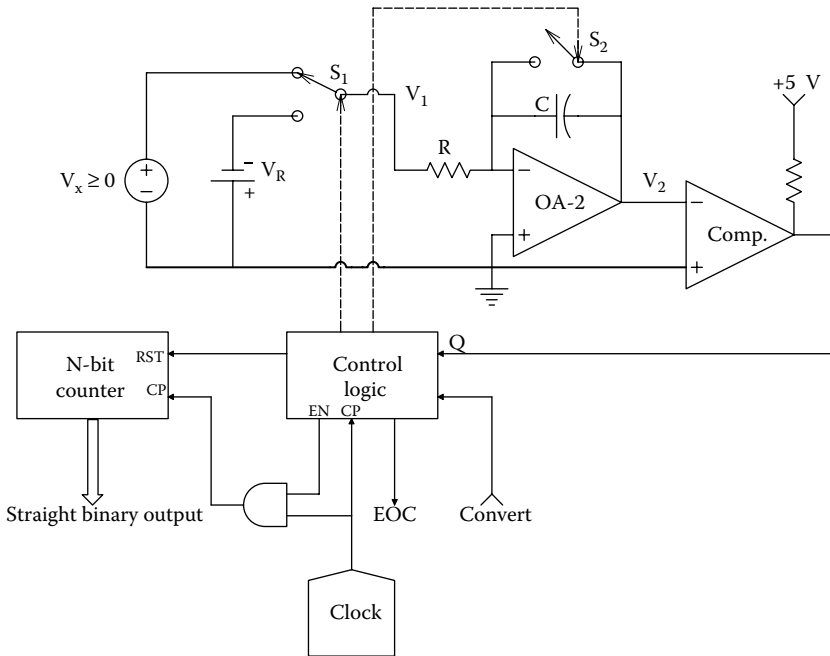 S₂
S₁
+5 V
V₁
C
R
V_x ≥ 0
+
−
−
V_R
+
−
OA-2
+
V₂
−
Comp.
+
N-bit
counter
RST
CP
Control
logic
EN CP
Q
Straight binary output
EOC
Convert
Clock